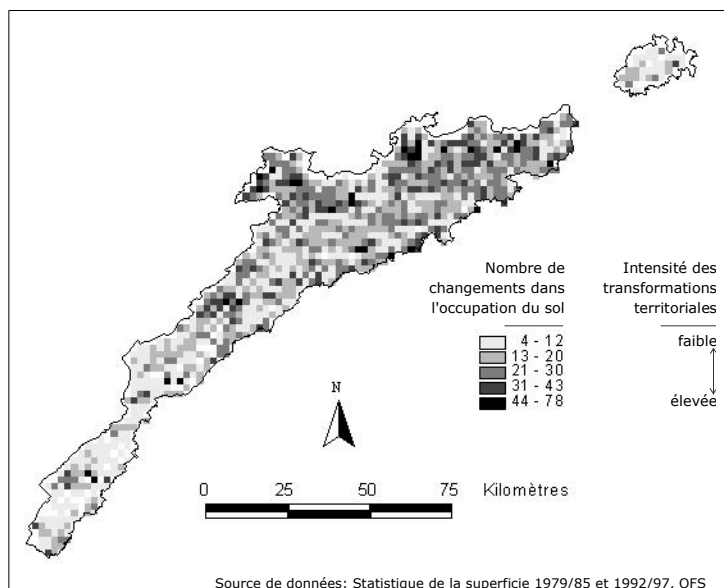 Nombre de
changements dans
l'occupation du sol
Intensité des
transformations
territoriales
4 - 12
13 - 20
21 - 30
31 - 43
44 - 78
faible
élevée
N
0 25 50 75 Kilomètres
Source de données: Statistique de la superficie 1979/85 et 1992/97, OFS